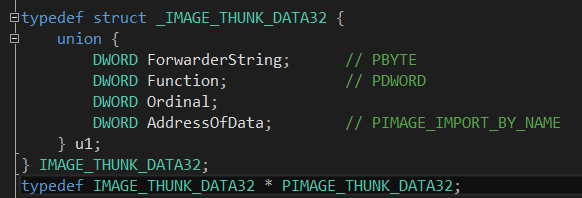 typedef struct _IMAGE_THUNK_DATA32 {
    union {
        DWORD ForwarderString;      // PBYTE
        DWORD Function;             // PDWORD
        DWORD Ordinal;
        DWORD AddressOfData;        // PIMAGE_IMPORT_BY_NAME
    } u1;
} IMAGE_THUNK_DATA32;
typedef IMAGE_THUNK_DATA32 * PIMAGE_THUNK_DATA32;